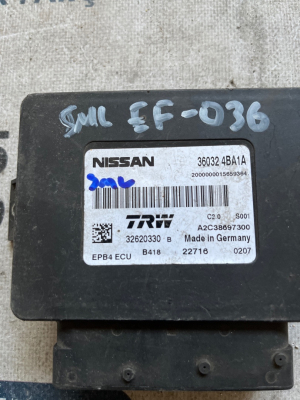 SML EF-036
NISSAN 36032 4BA1A
2000000015859364
TRW C2.0 S001
A2C38697300
32620330 B Made in Germany
EPB4 ECU B418 22716 0207